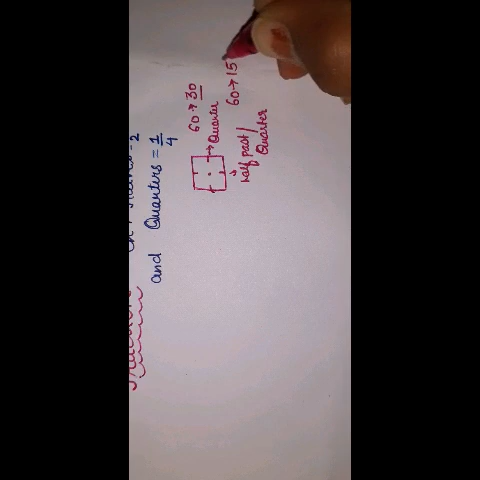 and Quarters = 1/4
60 → 30
→ Quarter
60 → 15
Half past/
Quarter